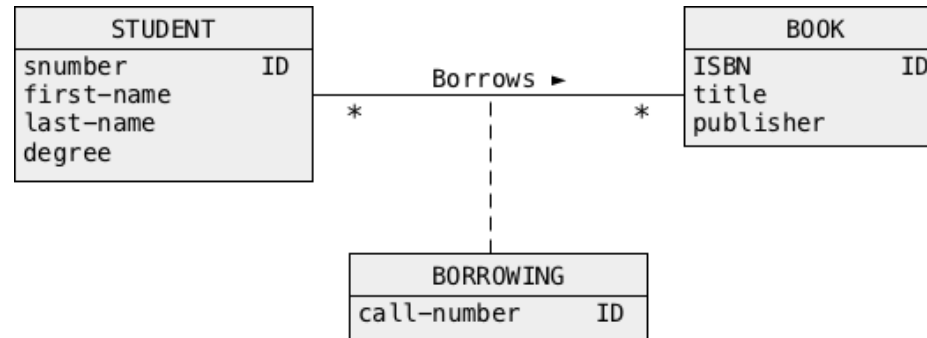 STUDENT
snumber ID
first-name
last-name
degree
Borrows ►
*
*
BOOK
ISBN ID
title
publisher
BORROWING
call-number ID